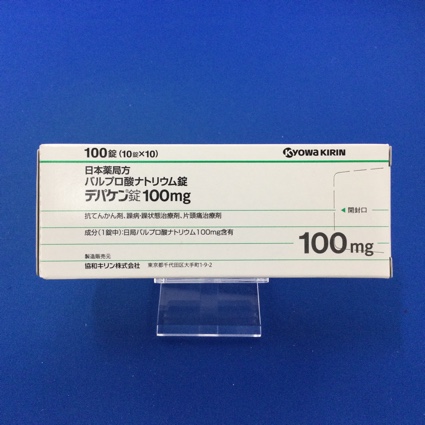 100錠(10錠×10)
KYOWA KIRIN
日本薬局方
バルプロ酸ナトリウム錠
デパケン®錠100mg
抗てんかん剤、躁病・躁状態治療剤、片頭痛治療剤
◀開封口
成分(1錠中):日局バルプロ酸ナトリウム100mg含有
100mg
製造販売元
協和キリン株式会社 東京都千代田区大手町1-9-2